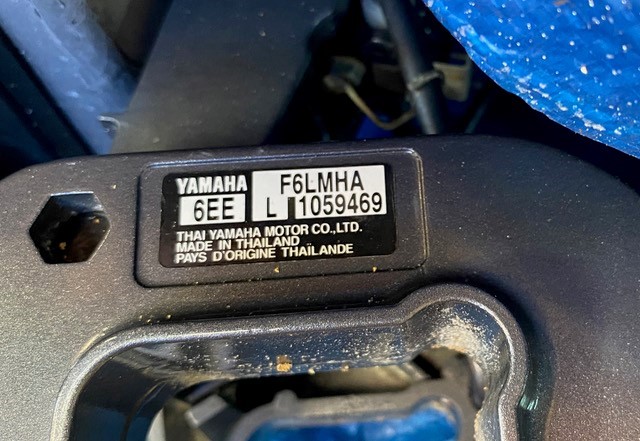 YAMAHA F6LMHA
6EE L 1059469
THAI YAMAHA MOTOR CO.,LTD.
MADE IN THAILAND
PAYS D'ORIGINE THAÏLANDE